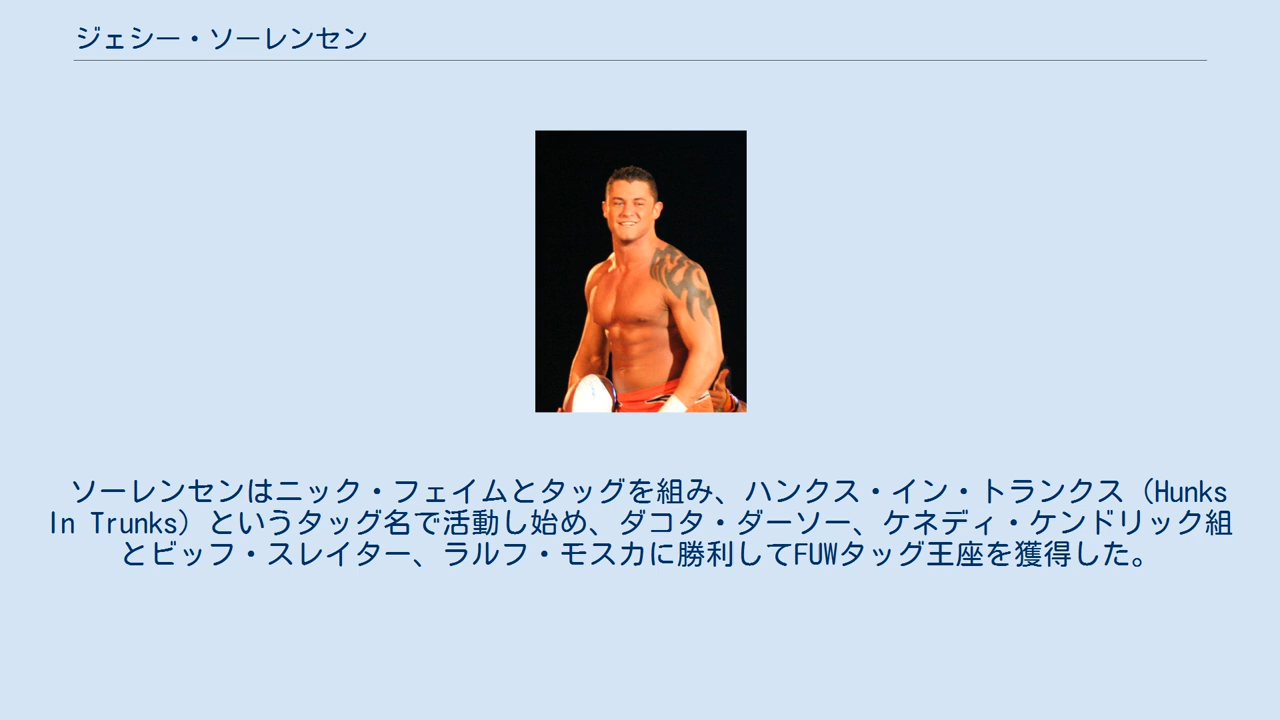 ジェシー・ソーレンセン
ソーレンセンはニック・フェイムとタッグを組み、ハンクス・イン・トランクス（Hunks
In Trunks）というタッグ名で活動し始め、ダコタ・ダーソー、ケネディ・ケンドリック組
とビッフ・スレイター、ラルフ・モスカに勝利してFUWタッグ王座を獲得した。